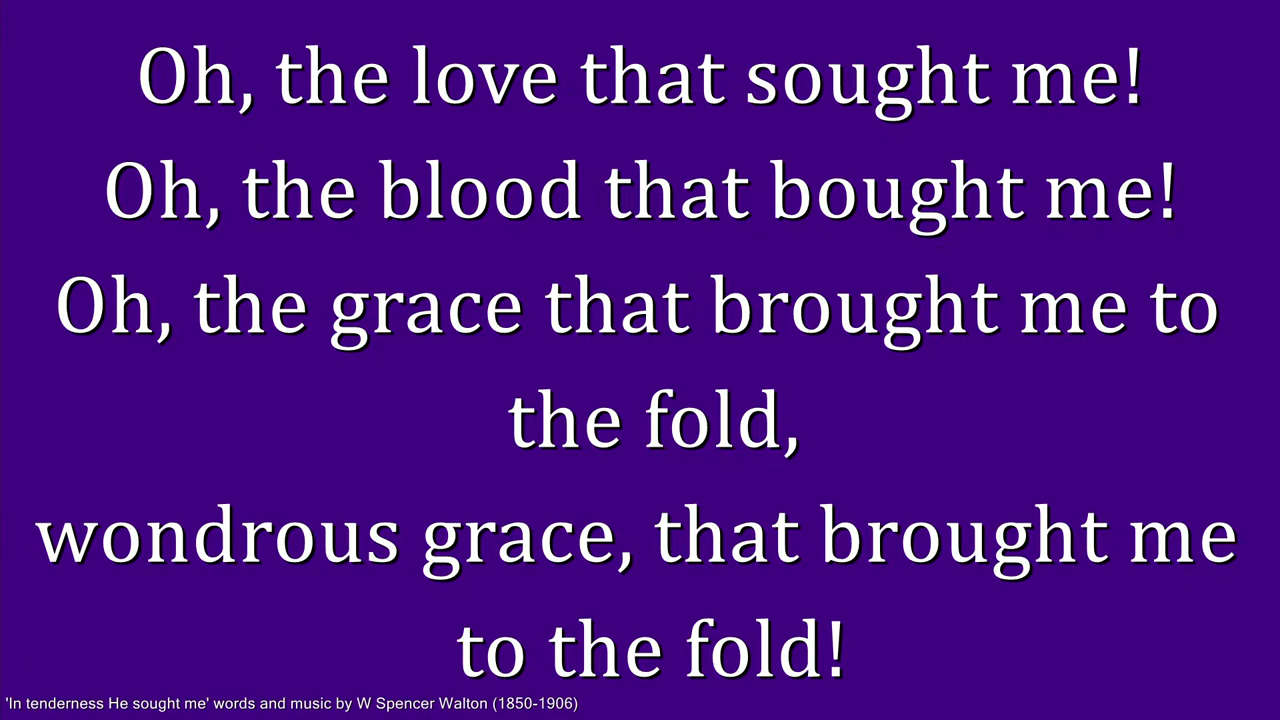 Oh, the love that sought me!
Oh, the blood that bought me!
Oh, the grace that brought me to
the fold,
wondrous grace, that brought me
to the fold!
'In tenderness He sought me' words and music by W Spencer Walton (1850-1906)